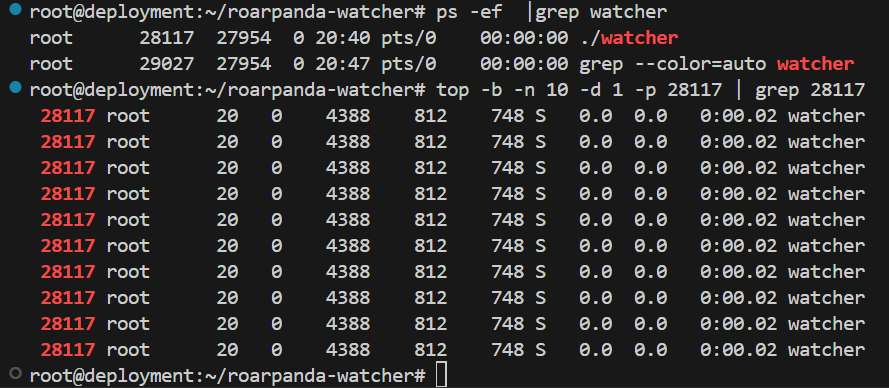 root@deployment:~/roarpanda-watcher# ps -ef  |grep watcher
root       28117  27954  0 20:40 pts/0    00:00:00 ./watcher
root       29027  27954  0 20:47 pts/0    00:00:00 grep --color=auto watcher
root@deployment:~/roarpanda-watcher# top -b -n 10 -d 1 -p 28117 | grep 28117
28117 root      20   0    4388    812    748 S   0.0  0.0   0:00.02 watcher
28117 root      20   0    4388    812    748 S   0.0  0.0   0:00.02 watcher
28117 root      20   0    4388    812    748 S   0.0  0.0   0:00.02 watcher
28117 root      20   0    4388    812    748 S   0.0  0.0   0:00.02 watcher
28117 root      20   0    4388    812    748 S   0.0  0.0   0:00.02 watcher
28117 root      20   0    4388    812    748 S   0.0  0.0   0:00.02 watcher
28117 root      20   0    4388    812    748 S   0.0  0.0   0:00.02 watcher
28117 root      20   0    4388    812    748 S   0.0  0.0   0:00.02 watcher
28117 root      20   0    4388    812    748 S   0.0  0.0   0:00.02 watcher
28117 root      20   0    4388    812    748 S   0.0  0.0   0:00.02 watcher
root@deployment:~/roarpanda-watcher#